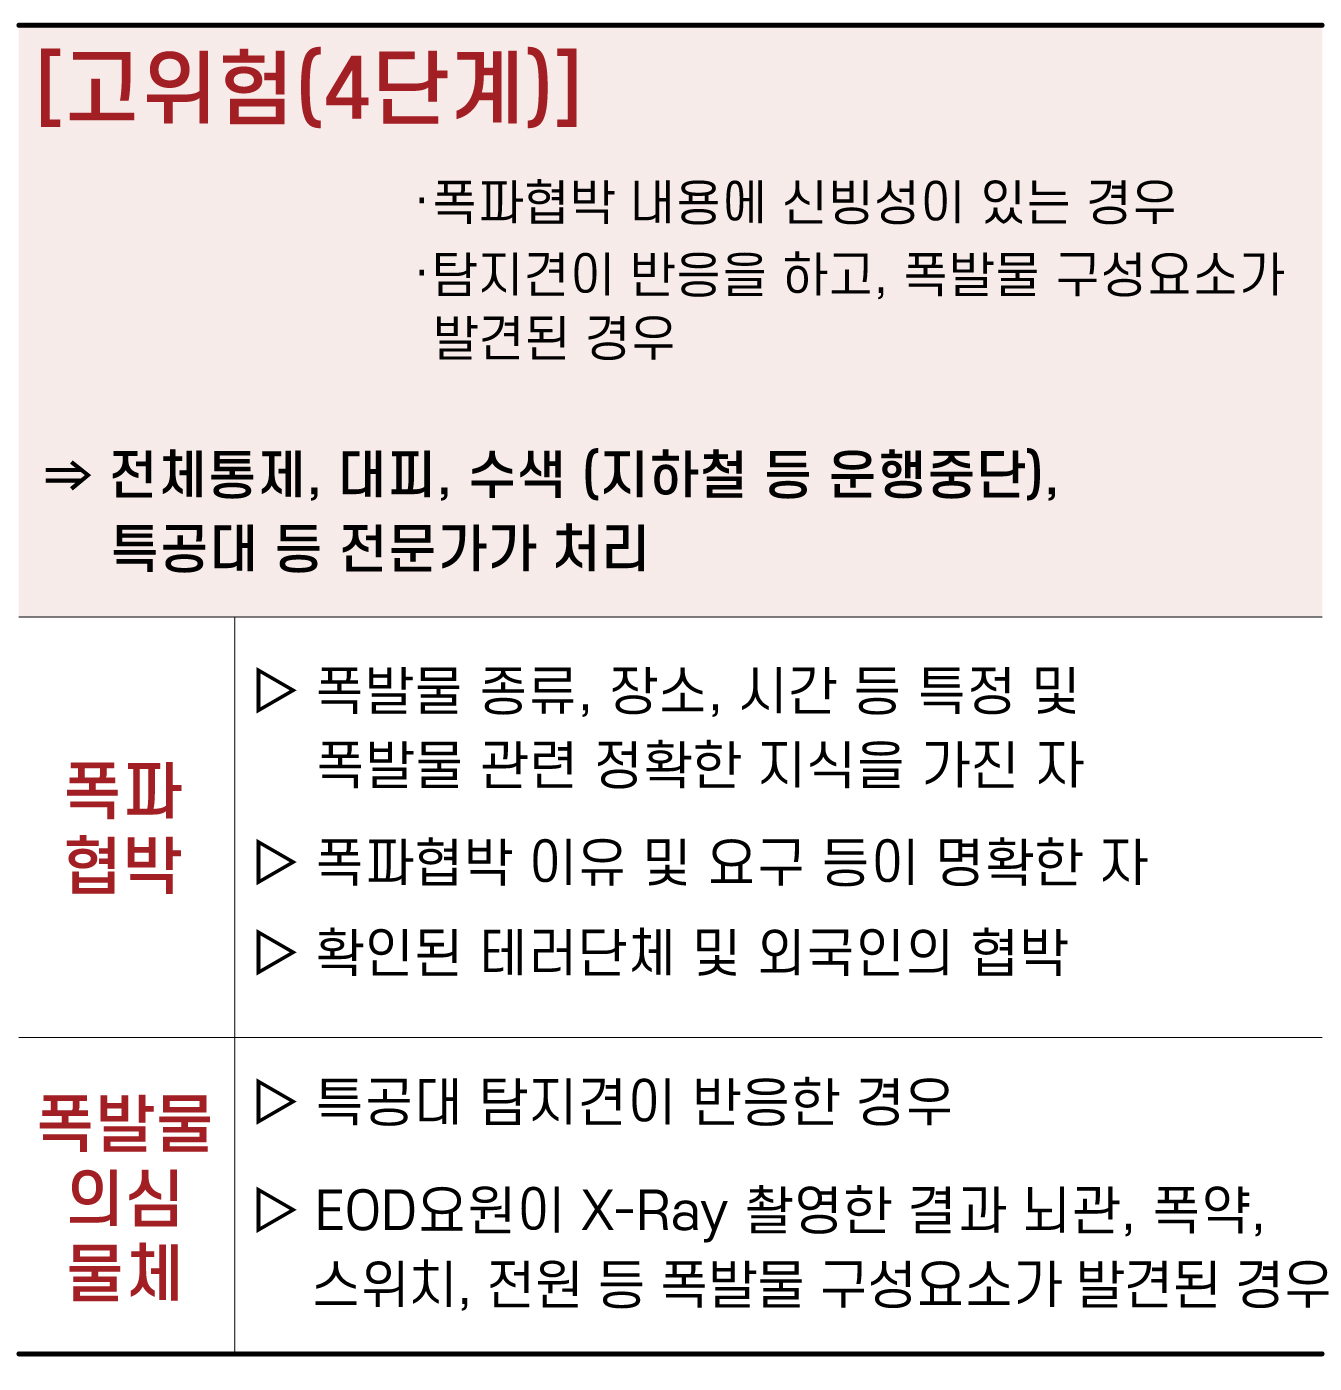 [고위험(4단계)]
·폭파협박 내용에 신빙성이 있는 경우
·탐지견이 반응을 하고, 폭발물 구성요소가
발견된 경우
⇒ 전체통제, 대피, 수색 (지하철 등 운행중단),
특공대 등 전문가가 처리
폭파
협박
▷ 폭발물 종류, 장소, 시간 등 특정 및
폭발물 관련 정확한 지식을 가진 자
▷ 폭파협박 이유 및 요구 등이 명확한 자
▷ 확인된 테러단체 및 외국인의 협박
폭발물
의심
물체
▷ 특공대 탐지견이 반응한 경우
▷ EOD요원이 X-Ray 촬영한 결과 뇌관, 폭약,
스위치, 전원 등 폭발물 구성요소가 발견된 경우